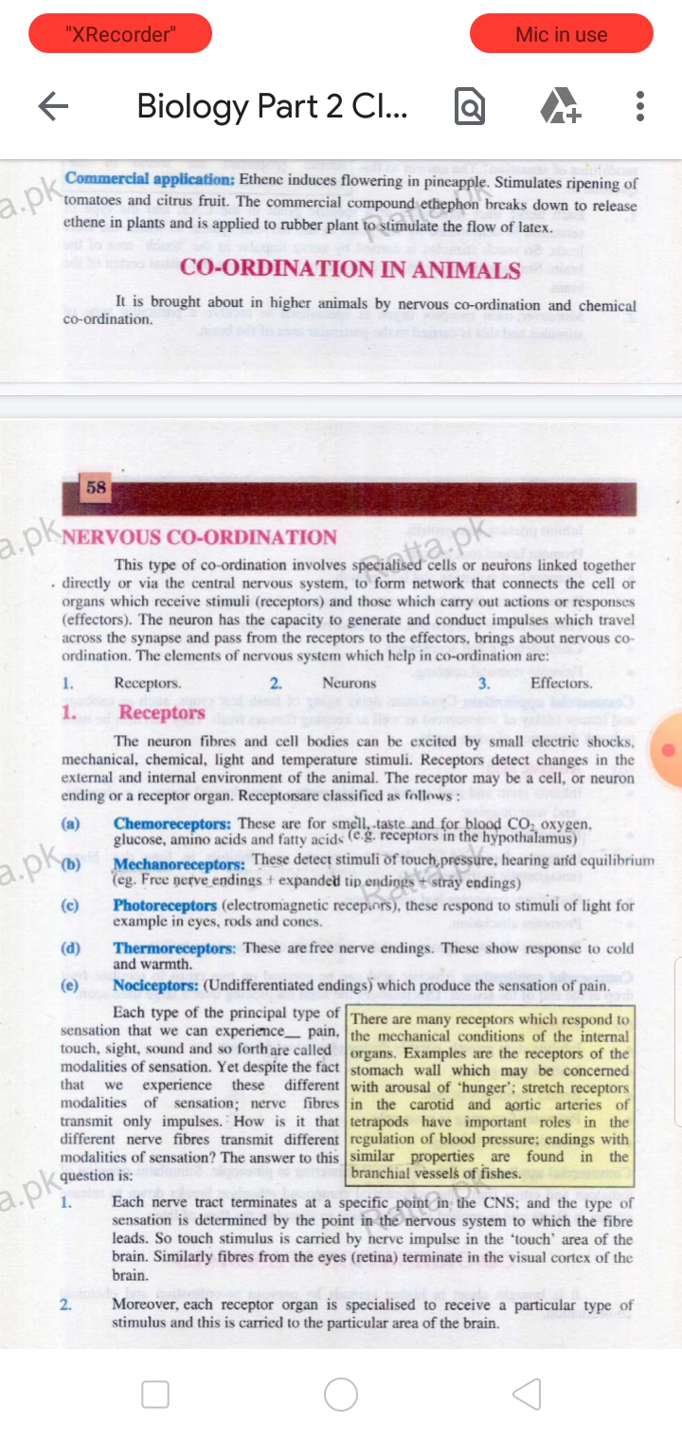 "XRecorder"
Mic in use
Biology Part 2 Cl...
Commercial application: Ethene induces flowering in pineapple. Stimulates ripening of
tomatoes and citrus fruit. The commercial compound ethephon breaks down to release
ethene in plants and is applied to rubber plant to stimulate the flow of latex.
CO-ORDINATION IN ANIMALS
It is brought about in higher animals by nervous co-ordination and chemical
co-ordination.
58
NERVOUS CO-ORDINATION
This type of co-ordination involves specialised cells or neurons linked together
directly or via the central nervous system, to form network that connects the cell or
organs which receive stimuli (receptors) and those which carry out actions or responses
(effectors). The neuron has the capacity to generate and conduct impulses which travel
across the synapse and pass from the receptors to the effectors, brings about nervous co-
ordination. The elements of nervous system which help in co-ordination are:
1. Receptors. 2. Neurons 3. Effectors.
1. Receptors
The neuron fibres and cell bodies can be excited by small electric shocks,
mechanical, chemical, light and temperature stimuli. Receptors detect changes in the
external and internal environment of the animal. The receptor may be a cell, or neuron
ending or a receptor organ. Receptorsare classified as follows :
(a) Chemoreceptors: These are for smell, taste and for blood CO₂ oxygen,
glucose, amino acids and fatty acids (e.g. receptors in the hypothalamus)
(b) Mechanoreceptors: These detect stimuli of touch,pressure, hearing and equilibrium
(eg. Free nerve endings + expanded tip endings + stray endings)
(c) Photoreceptors (electromagnetic receptors), these respond to stimuli of light for
example in eyes, rods and cones.
(d) Thermoreceptors: These are free nerve endings. These show response to cold
and warmth.
(e) Nociceptors: (Undifferentiated endings) which produce the sensation of pain.
Each type of the principal type of
sensation that we can experience__ pain,
touch, sight, sound and so forth are called
modalities of sensation. Yet despite the fact
that we experience these different
modalities of sensation; nerve fibres
transmit only impulses. How is it that
different nerve fibres transmit different
modalities of sensation? The answer to this
question is:
There are many receptors which respond to
the mechanical conditions of the internal
organs. Examples are the receptors of the
stomach wall which may be concerned
with arousal of 'hunger'; stretch receptors
in the carotid and aortic arteries of
tetrapods have important roles in the
regulation of blood pressure; endings with
similar properties are found in the
branchial vessels of fishes.
1. Each nerve tract terminates at a specific point in the CNS; and the type of
sensation is determined by the point in the nervous system to which the fibre
leads. So touch stimulus is carried by nerve impulse in the 'touch' area of the
brain. Similarly fibres from the eyes (retina) terminate in the visual cortex of the
brain.
2. Moreover, each receptor organ is specialised to receive a particular type of
stimulus and this is carried to the particular area of the brain.
a.pk
Ratta.pk
a.pk
Ratta.pk
a.pk
Ratta.pk
a.pk
Ratta.pk